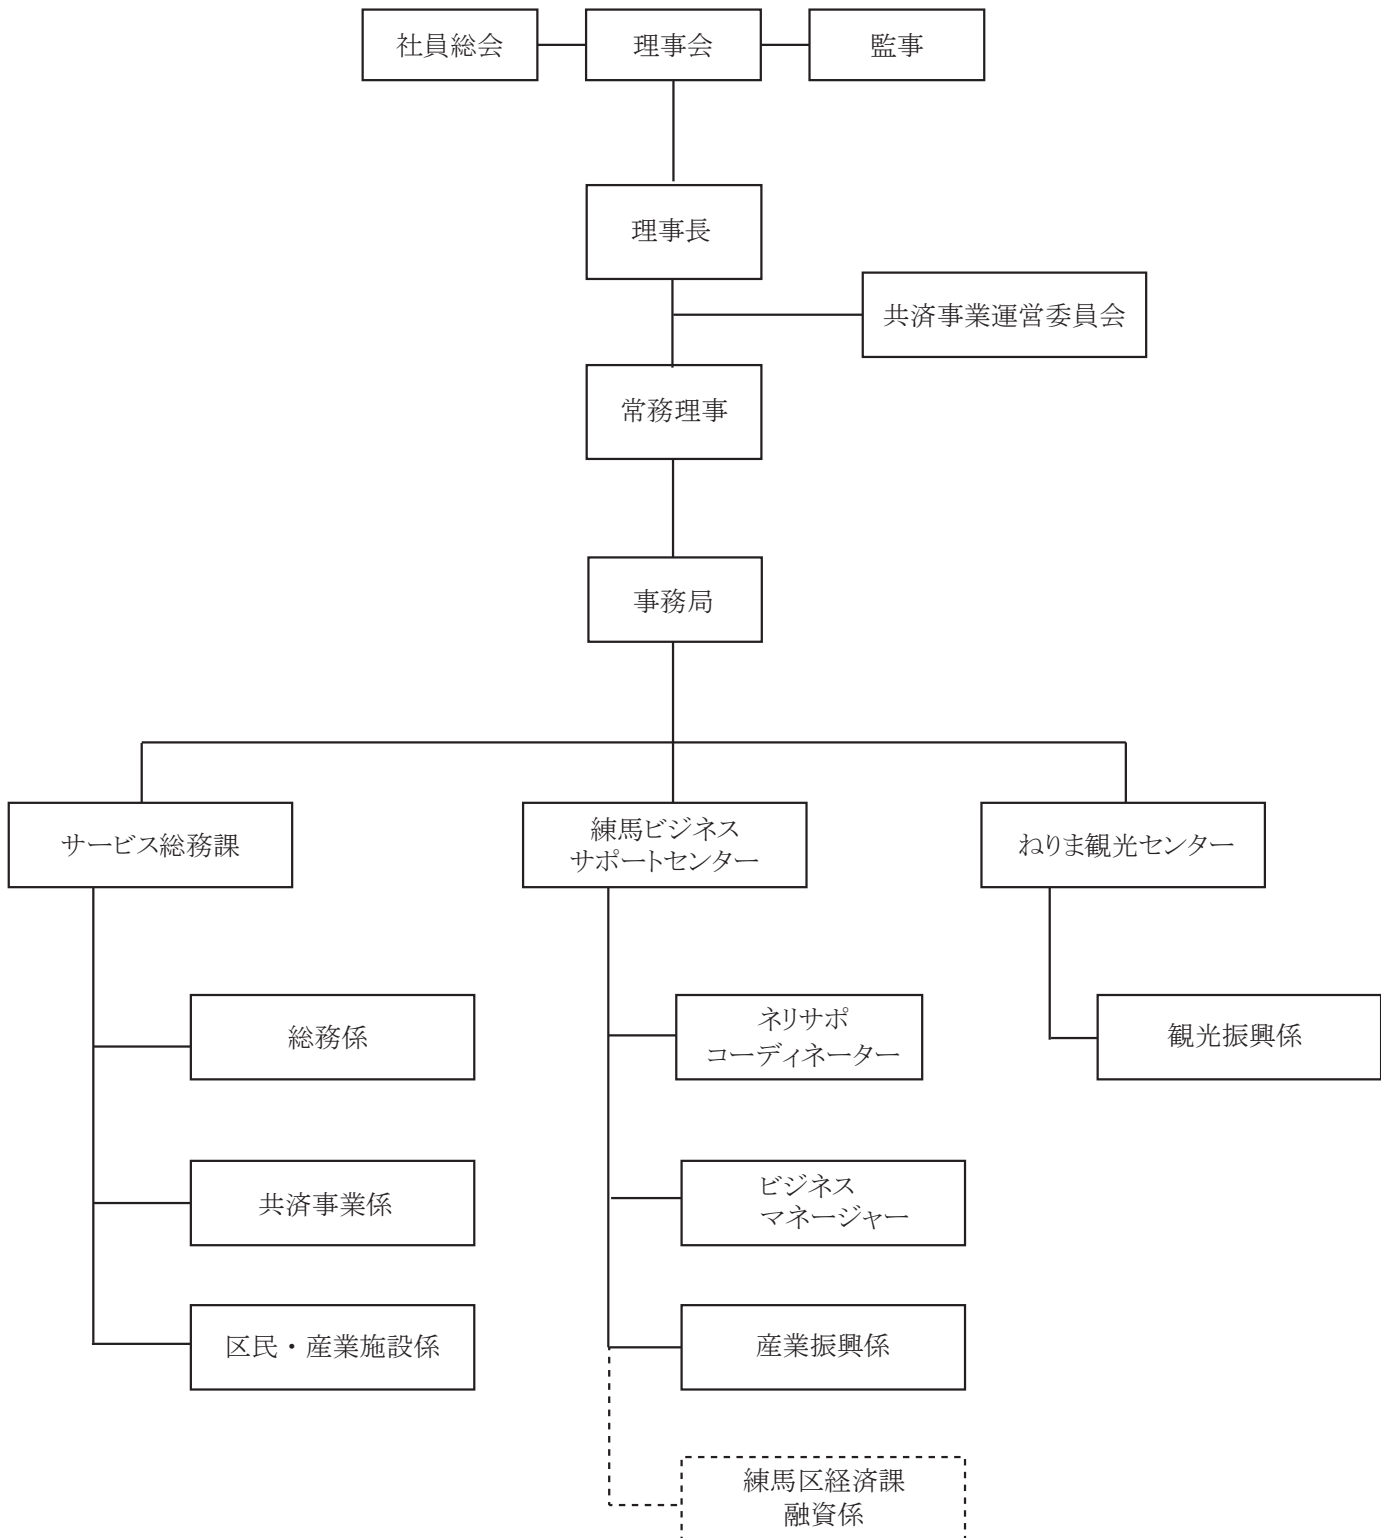 社員総会
理事会
監事
理事長
共済事業運営委員会
常務理事
事務局
サービス総務課
練馬ビジネス
サポートセンター
ねりま観光センター
総務係
ネリサポ
コーディネーター
観光振興係
共済事業係
ビジネス
マネージャー
区民・産業施設係
産業振興係
練馬区経済課
融資係